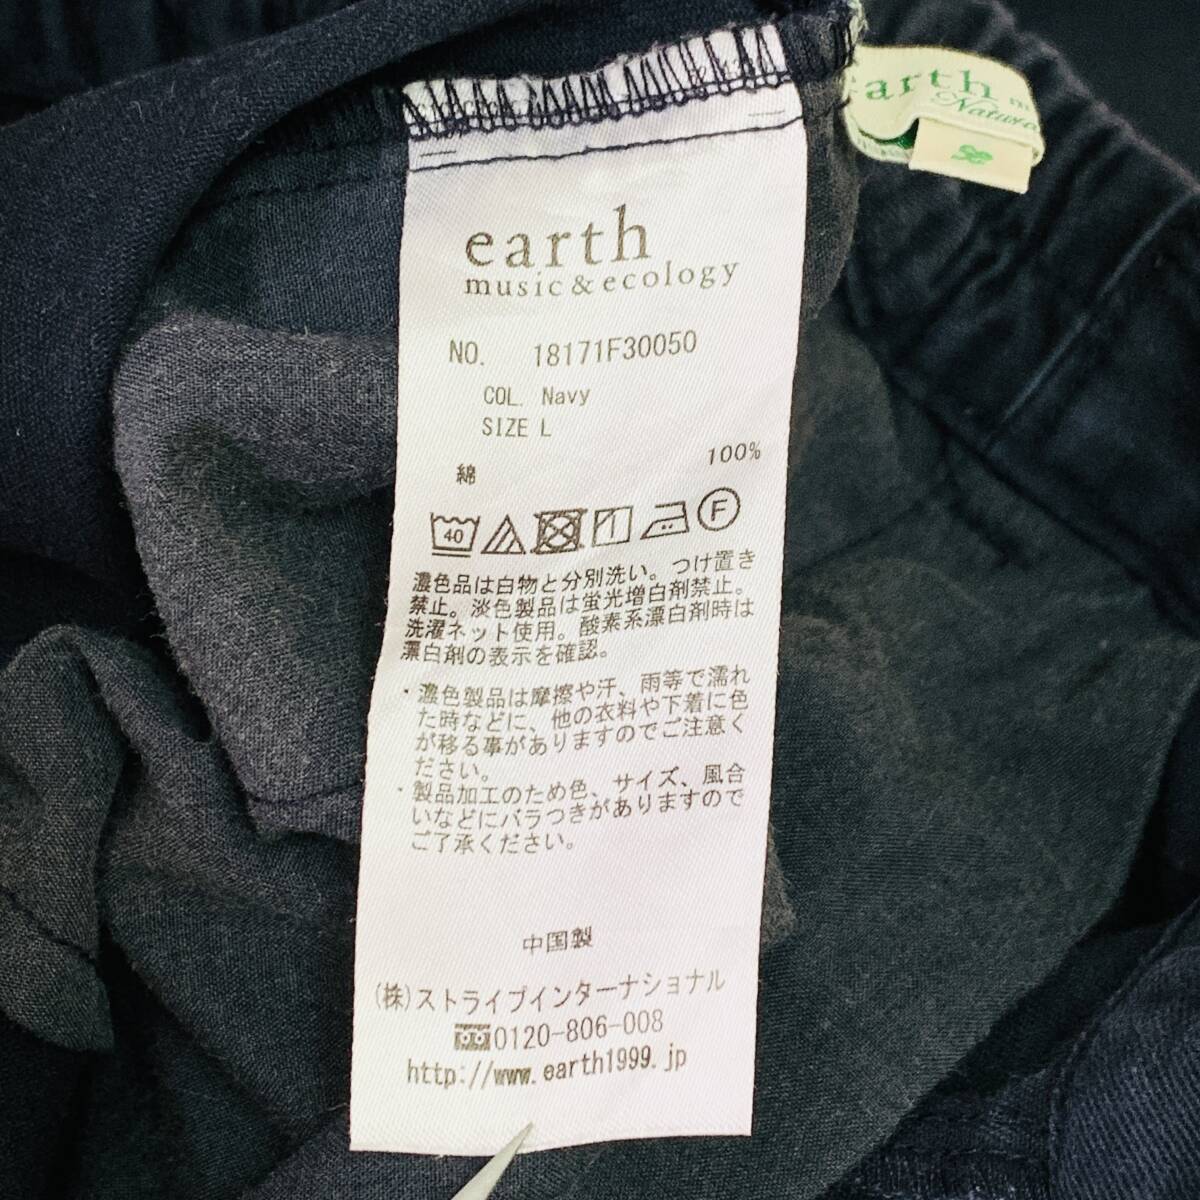 earth
music & ecology
NO. 18171F30050
COL. Navy
SIZE L
綿 100%
40
F
濃色品は白物と分別洗い。つけ置き
禁止。淡色製品は蛍光増白剤禁止。
洗濯ネット使用。酸素系漂白剤時は
漂白剤の表示を確認。
・濃色製品は摩擦や汗、雨等で濡れ
た時などに、他の衣料や下着に色
が移る事がありますのでご注意く
ださい。
・製品加工のため色、サイズ、風合
いなどにバラつきがありますので
ご了承ください。
中国製
(株)ストライプインターナショナル
0120-806-008
http://www.earth1999.jp
earth m
Natura